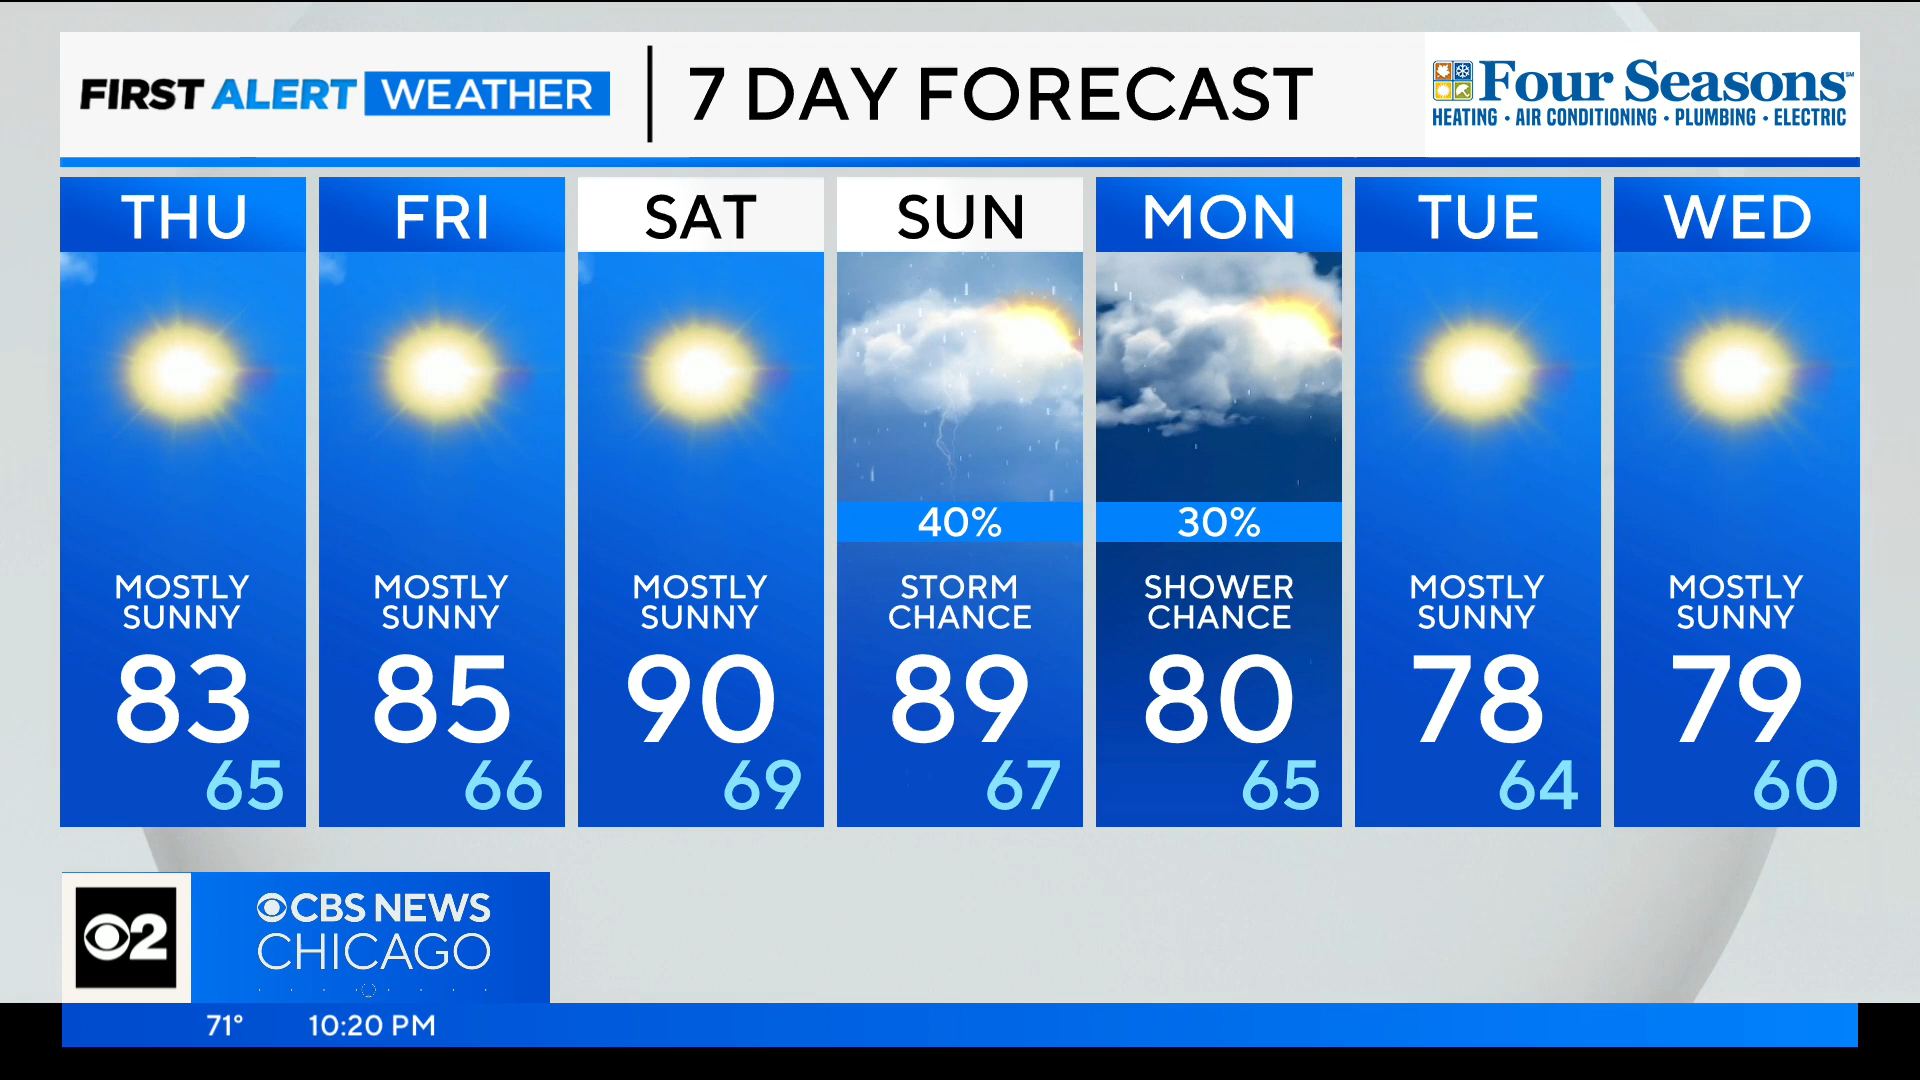 FIRST ALERT WEATHER
7 DAY FORECAST
Four Seasons℠
HEATING · AIR CONDITIONING · PLUMBING · ELECTRIC
THU
MOSTLY
SUNNY
83
65
FRI
MOSTLY
SUNNY
85
66
SAT
MOSTLY
SUNNY
90
69
SUN
40%
STORM
CHANCE
89
67
MON
30%
SHOWER
CHANCE
80
65
TUE
MOSTLY
SUNNY
78
64
WED
MOSTLY
SUNNY
79
60
2
CBS NEWS
CHICAGO
71° 10:20 PM